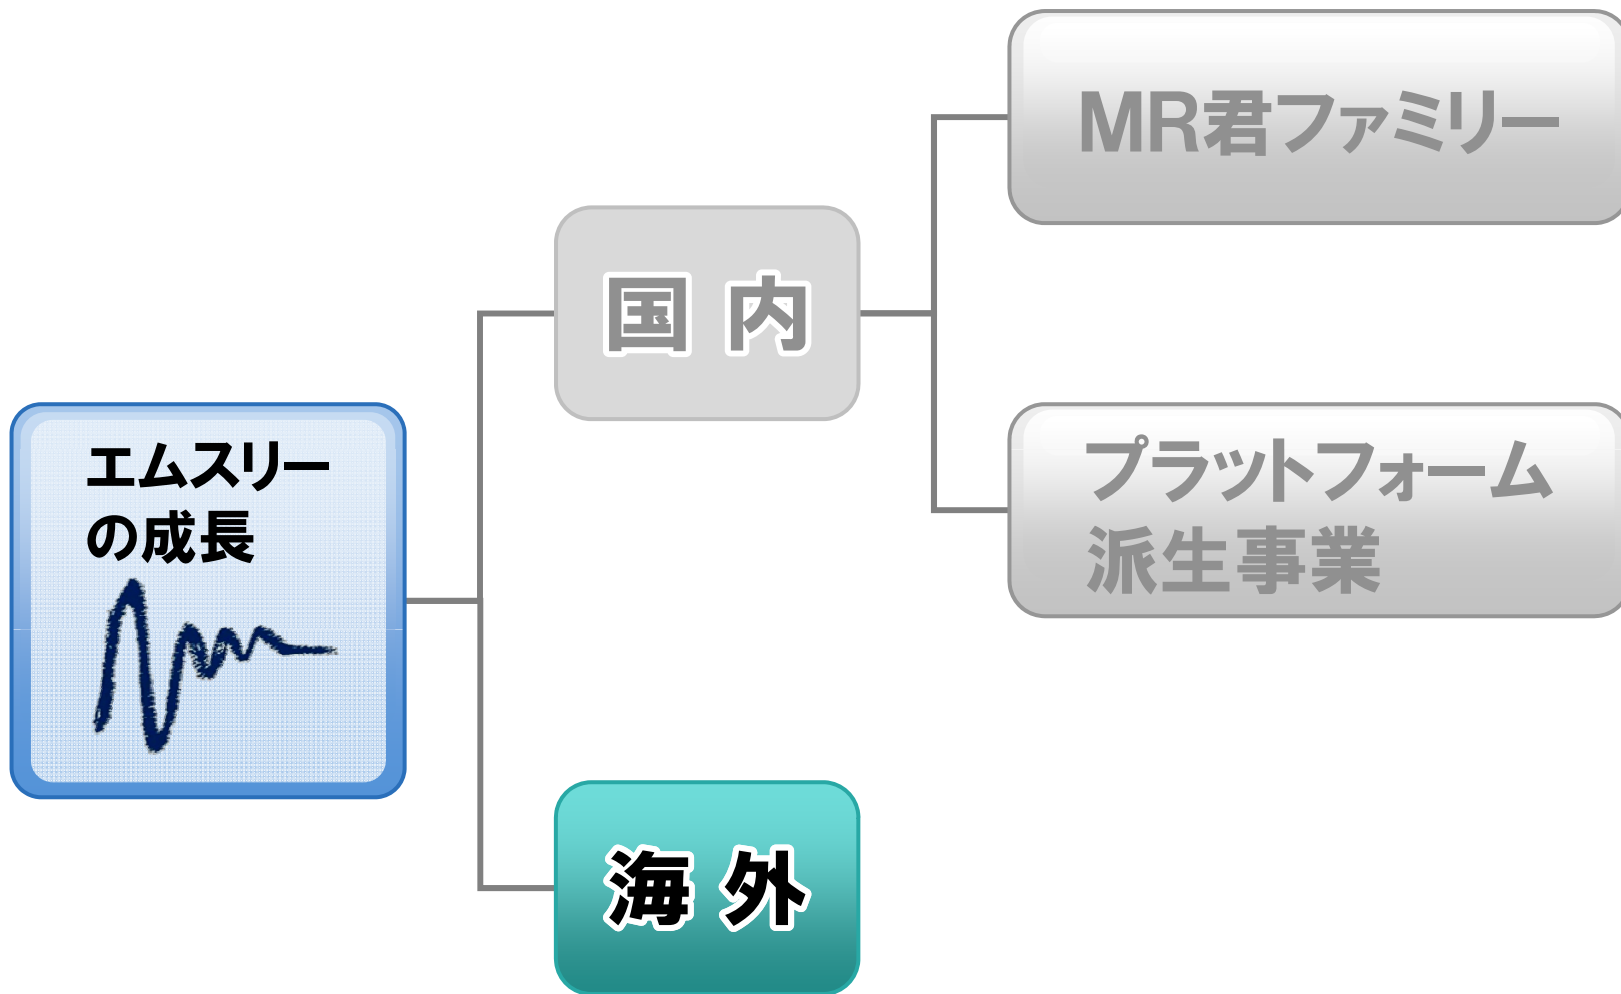 MR君ファミリー
国内
エムスリー
の成長
プラットフォーム
派生事業
海外